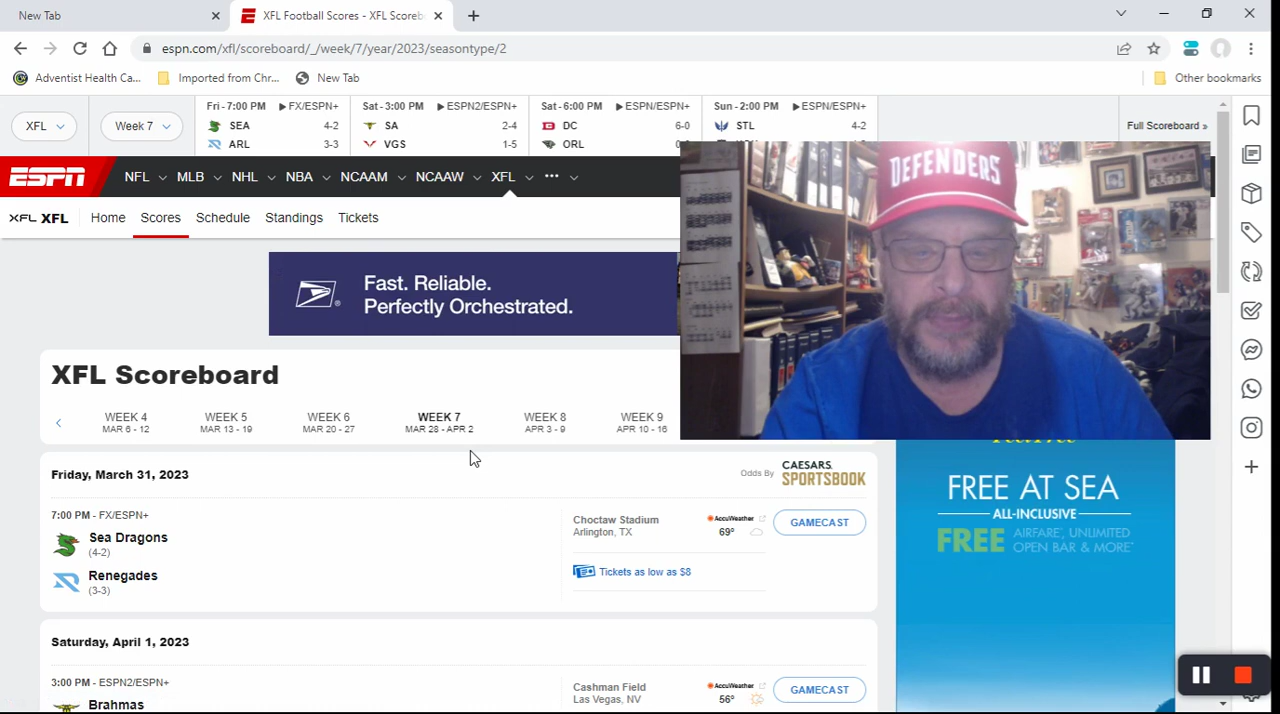 New Tab
XFL Football Scores - XFL Scoreb
espn.com/xfl/scoreboard/_/week/7/year/2023/seasontype/2
Adventist Health Ca... Imported from Chr... New Tab Other bookmarks
XFL Week 7
Fri - 7:00 PM FX/ESPN+
SEA 4-2
ARL 3-3
Sat - 3:00 PM ESPN2/ESPN+
SA 2-4
VGS 1-5
Sat - 6:00 PM ESPN/ESPN+
DC 6-0
ORL
Sun - 2:00 PM ESPN/ESPN+
STL 4-2
Full Scoreboard »
ESPN NFL MLB NHL NBA NCAAM NCAAW XFL •••
XFL XFL Home Scores Schedule Standings Tickets
DEFENDERS
Fast. Reliable.
Perfectly Orchestrated.
XFL Scoreboard
WEEK 4 WEEK 5 WEEK 6 WEEK 7 WEEK 8 WEEK 9
MAR 6 - 12 MAR 13 - 19 MAR 20 - 27 MAR 28 - APR 2 APR 3 - 9 APR 10 - 16
Friday, March 31, 2023
Odds By CAESARS SPORTSBOOK
7:00 PM - FX/ESPN+
Sea Dragons
(4-2)
Renegades
(3-3)
Choctaw Stadium
Arlington, TX
AccuWeather
69°
GAMECAST
Tickets as low as $8
Saturday, April 1, 2023
3:00 PM - ESPN2/ESPN+
Brahmas
Cashman Field
Las Vegas, NV
AccuWeather
56°
GAMECAST
FREE AT SEA
ALL-INCLUSIVE
FREE AIRFARE, UNLIMITED
OPEN BAR & MORE